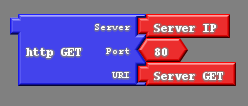 Server Server IP
http GET Port 80
URI Server GET